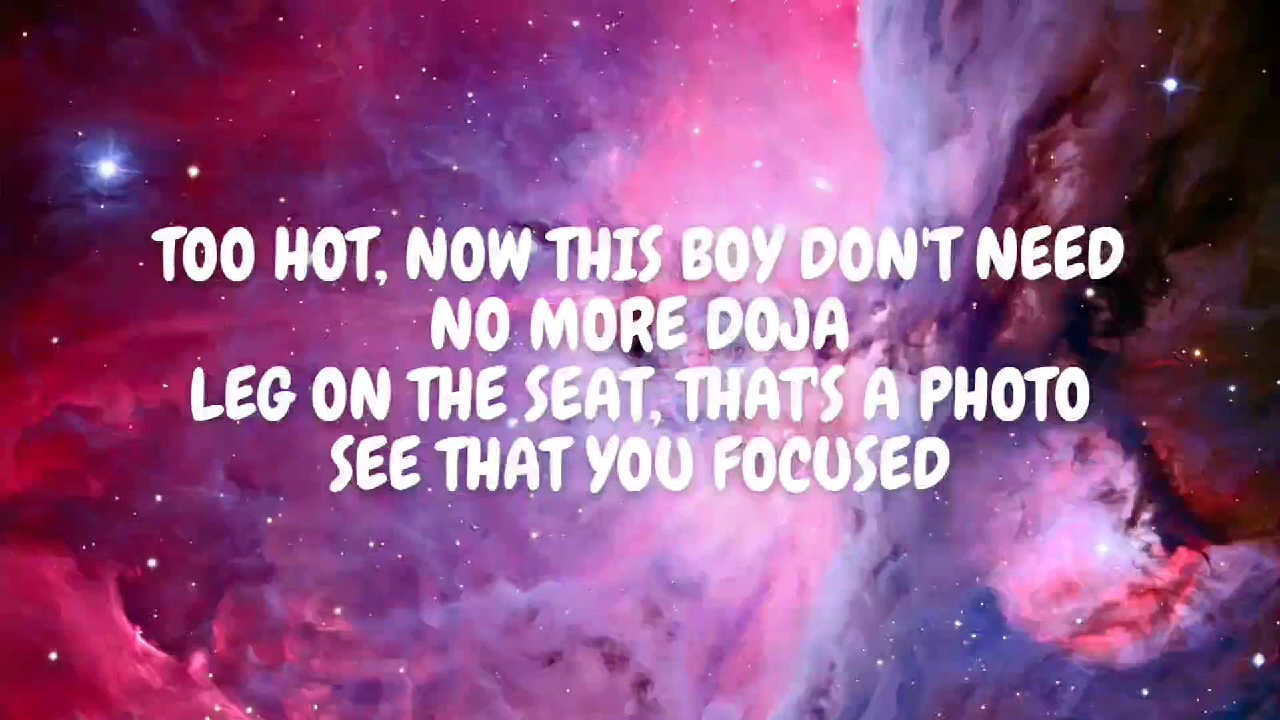 TOO HOT, NOW THIS BOY DON'T NEED
NO MORE DOJA
LEG ON THE SEAT, THAT'S A PHOTO
SEE THAT YOU FOCUSED